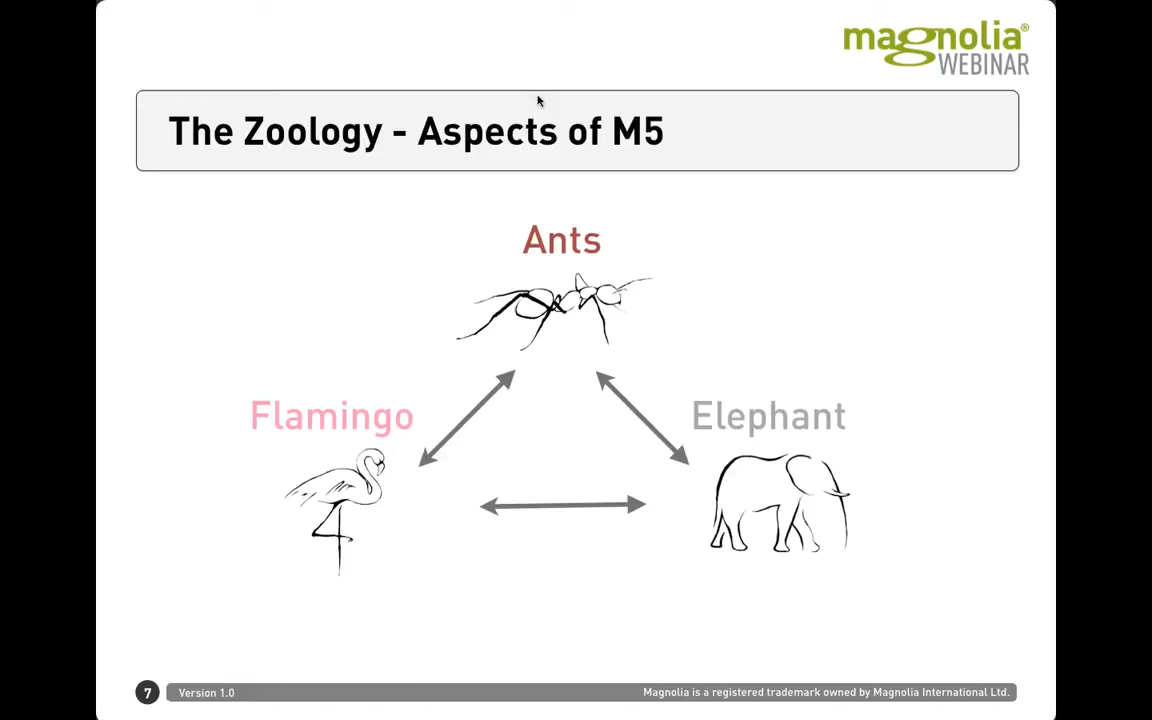 magnolia®
WEBINAR
The Zoology - Aspects of M5
Ants
Flamingo
Elephant
7
Version 1.0
Magnolia is a registered trademark owned by Magnolia International Ltd.